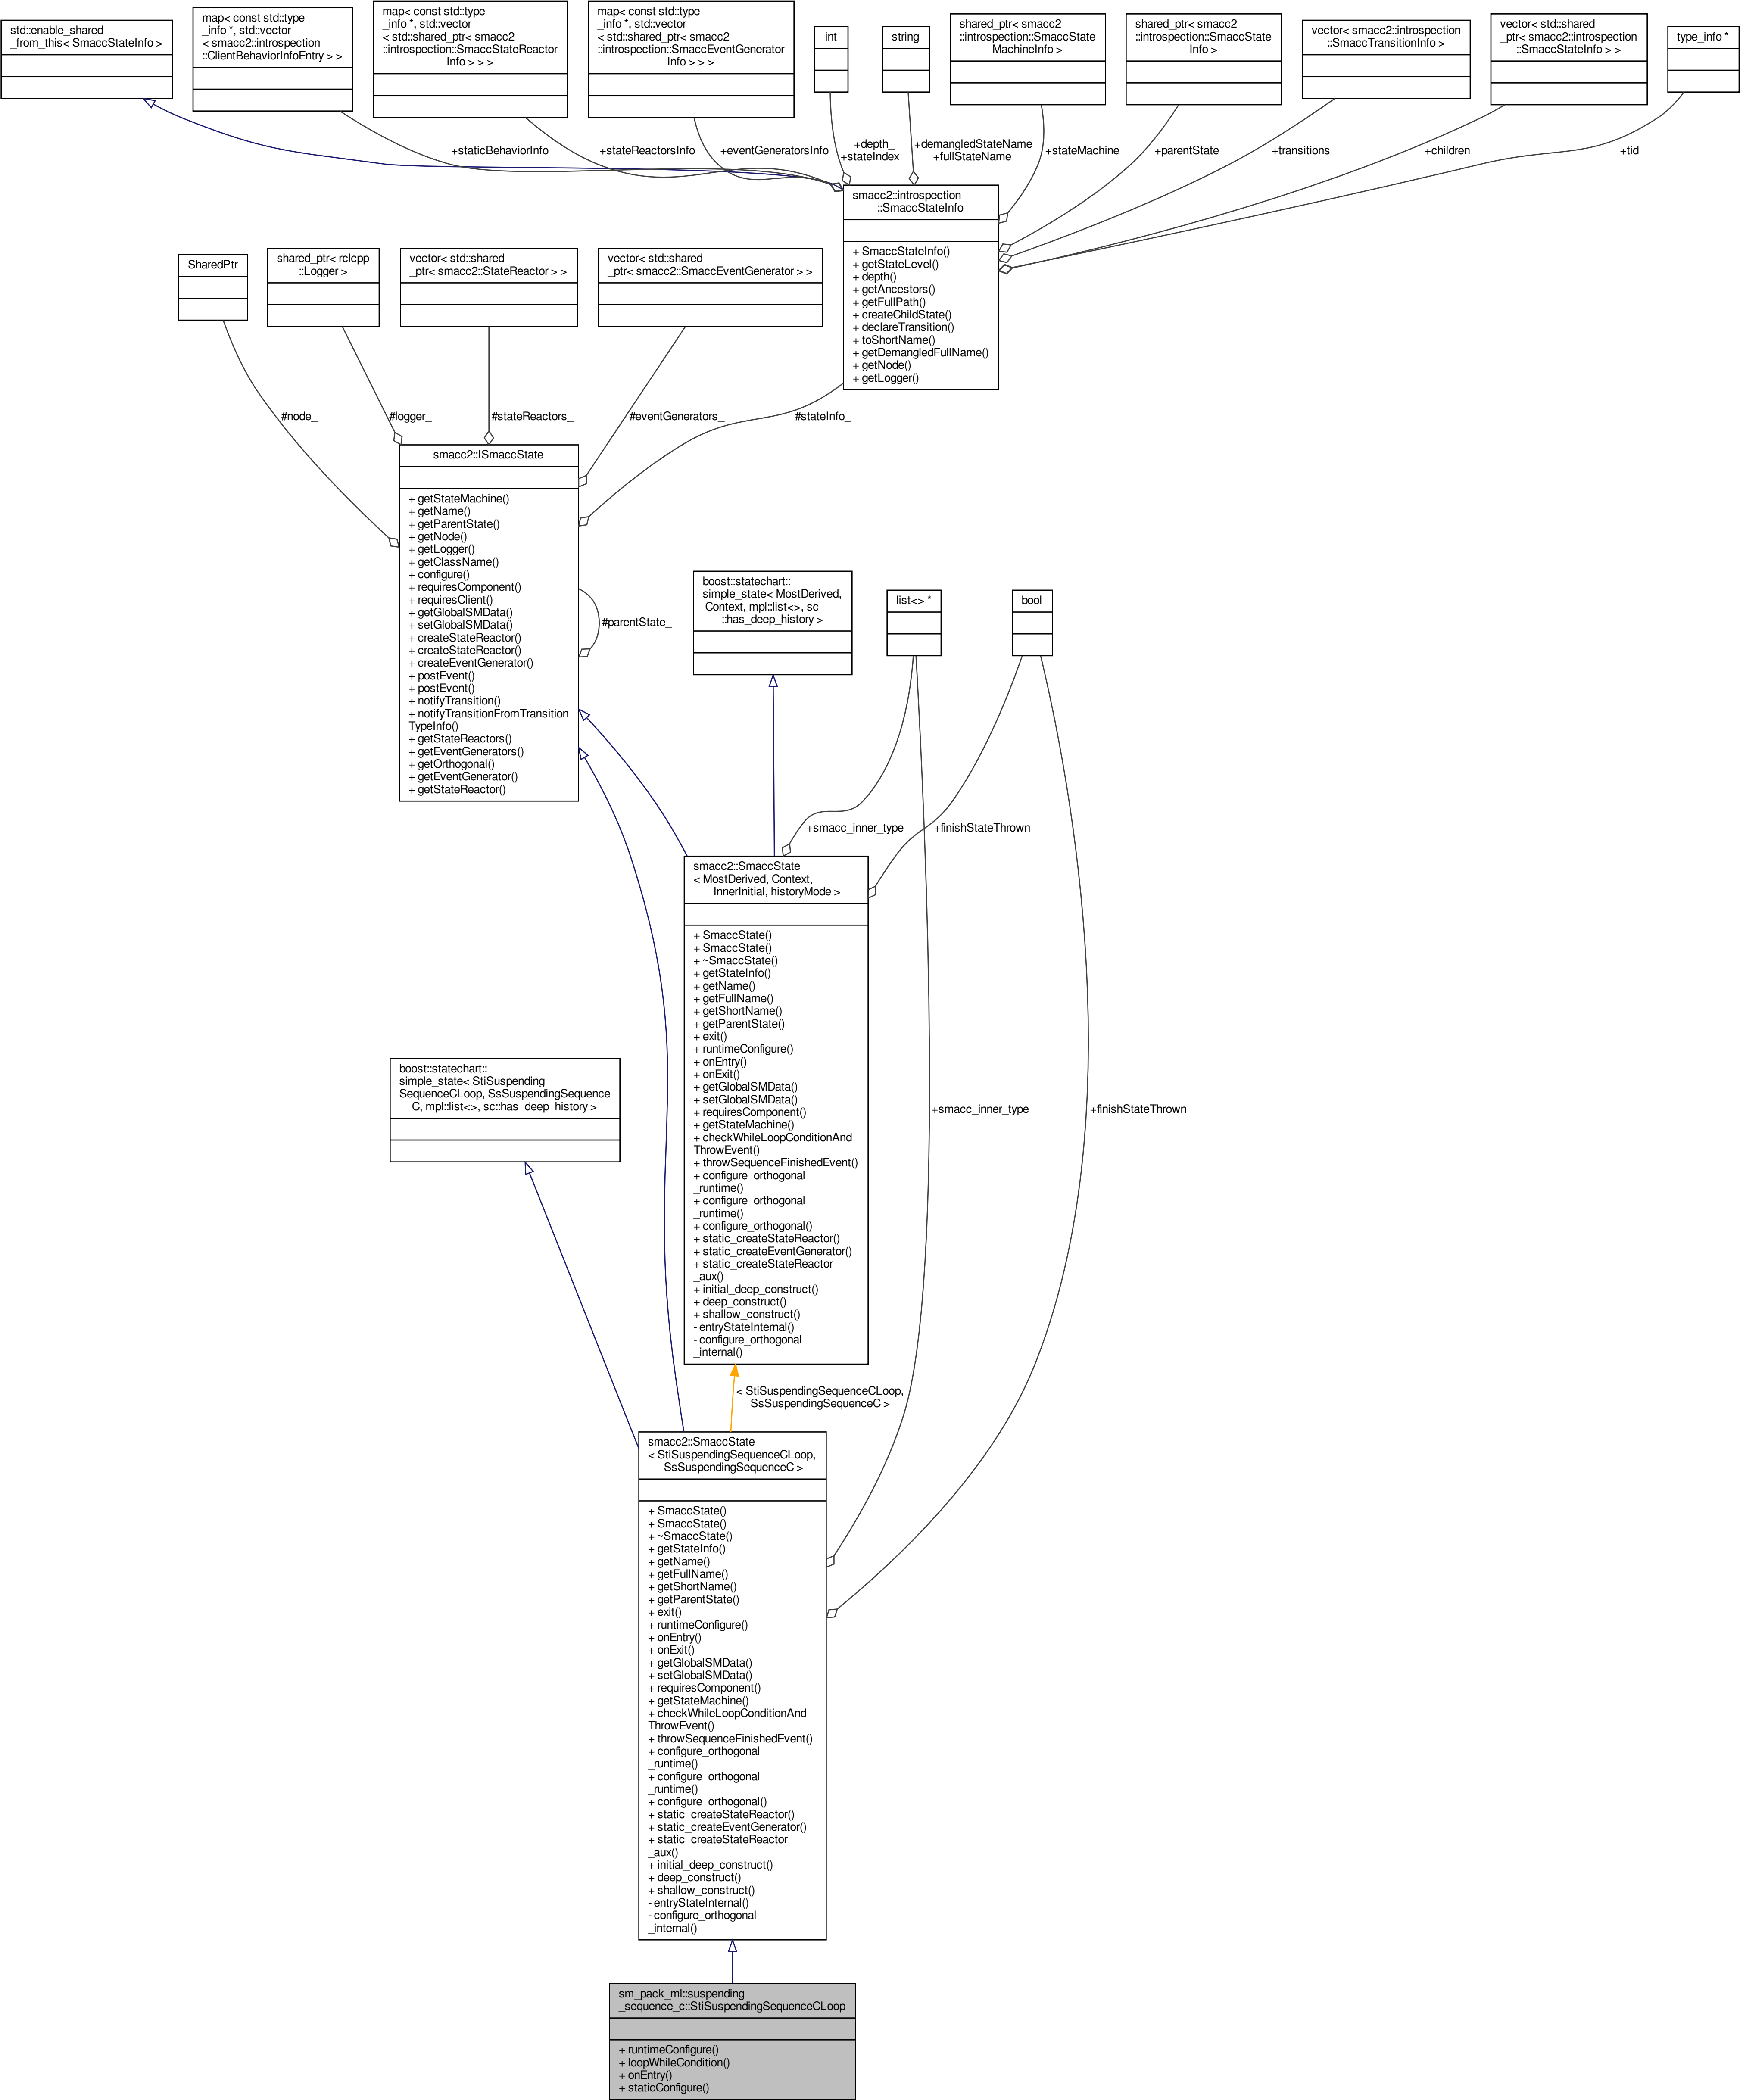 std::enable_shared
_from_this< SmaccStateInfo >
map< const std::type
_info *, std::vector
< smacc2::introspection
::ClientBehaviorInfoEntry > >
map< const std::type
_info *, std::vector
< std::shared_ptr< smacc2
::introspection::SmaccStateReactor
Info > > >
map< const std::type
_info *, std::vector
< std::shared_ptr< smacc2
::introspection::SmaccEventGenerator
Info > > >
int
string
shared_ptr< smacc2
::introspection::SmaccState
MachineInfo >
shared_ptr< smacc2
::introspection::SmaccState
Info >
vector< smacc2::introspection
::SmaccTransitionInfo >
vector< std::shared
_ptr< smacc2::introspection
::SmaccStateInfo > >
type_info *
+staticBehaviorInfo
+stateReactorsInfo
+eventGeneratorsInfo
+depth_
+stateIndex_
+demangledStateName
+fullStateName
+stateMachine_
+parentState_
+transitions_
+children_
+tid_
smacc2::introspection
::SmaccStateInfo
+ SmaccStateInfo()
+ getStateLevel()
+ depth()
+ getAncestors()
+ getFullPath()
+ createChildState()
+ declareTransition()
+ toShortName()
+ getDemangledFullName()
+ getNode()
+ getLogger()
SharedPtr
shared_ptr< rclcpp
::Logger >
vector< std::shared
_ptr< smacc2::StateReactor > >
vector< std::shared
_ptr< smacc2::SmaccEventGenerator > >
#node_
#logger_
#stateReactors_
#eventGenerators_
#stateInfo_
smacc2::ISmaccState
+ getStateMachine()
+ getName()
+ getParentState()
+ getNode()
+ getLogger()
+ getClassName()
+ configure()
+ requiresComponent()
+ requiresClient()
+ getGlobalSMData()
+ setGlobalSMData()
+ createStateReactor()
+ createStateReactor()
+ createEventGenerator()
+ postEvent()
+ postEvent()
+ notifyTransition()
+ notifyTransitionFromTransition
TypeInfo()
+ getStateReactors()
+ getEventGenerators()
+ getOrthogonal()
+ getEventGenerator()
+ getStateReactor()
#parentState_
boost::statechart::
simple_state< MostDerived,
Context, mpl::list<>, sc
::has_deep_history >
list<> *
bool
+smacc_inner_type
+finishStateThrown
smacc2::SmaccState
< MostDerived, Context,
InnerInitial, historyMode >
+ SmaccState()
+ SmaccState()
+ ~SmaccState()
+ getStateInfo()
+ getName()
+ getFullName()
+ getShortName()
+ getParentState()
+ exit()
+ runtimeConfigure()
+ onEntry()
+ onExit()
+ getGlobalSMData()
+ setGlobalSMData()
+ requiresComponent()
+ getStateMachine()
+ checkWhileLoopConditionAnd
ThrowEvent()
+ throwSequenceFinishedEvent()
+ configure_orthogonal
_runtime()
+ configure_orthogonal
_runtime()
+ configure_orthogonal()
+ static_createStateReactor()
+ static_createEventGenerator()
+ static_createStateReactor
_aux()
+ initial_deep_construct()
+ deep_construct()
+ shallow_construct()
- entryStateInternal()
- configure_orthogonal
_internal()
boost::statechart::
simple_state< StiSuspending
SequenceCLoop, SsSuspendingSequence
C, mpl::list<>, sc::has_deep_history >
+smacc_inner_type
+finishStateThrown
< StiSuspendingSequenceCLoop,
SsSuspendingSequenceC >
smacc2::SmaccState
< StiSuspendingSequenceCLoop,
SsSuspendingSequenceC >
+ SmaccState()
+ SmaccState()
+ ~SmaccState()
+ getStateInfo()
+ getName()
+ getFullName()
+ getShortName()
+ getParentState()
+ exit()
+ runtimeConfigure()
+ onEntry()
+ onExit()
+ getGlobalSMData()
+ setGlobalSMData()
+ requiresComponent()
+ getStateMachine()
+ checkWhileLoopConditionAnd
ThrowEvent()
+ throwSequenceFinishedEvent()
+ configure_orthogonal
_runtime()
+ configure_orthogonal
_runtime()
+ configure_orthogonal()
+ static_createStateReactor()
+ static_createEventGenerator()
+ static_createStateReactor
_aux()
+ initial_deep_construct()
+ deep_construct()
+ shallow_construct()
- entryStateInternal()
- configure_orthogonal
_internal()
sm_pack_ml::suspending
_sequence_c::StiSuspendingSequenceCLoop
+ runtimeConfigure()
+ loopWhileCondition()
+ onEntry()
+ staticConfigure()